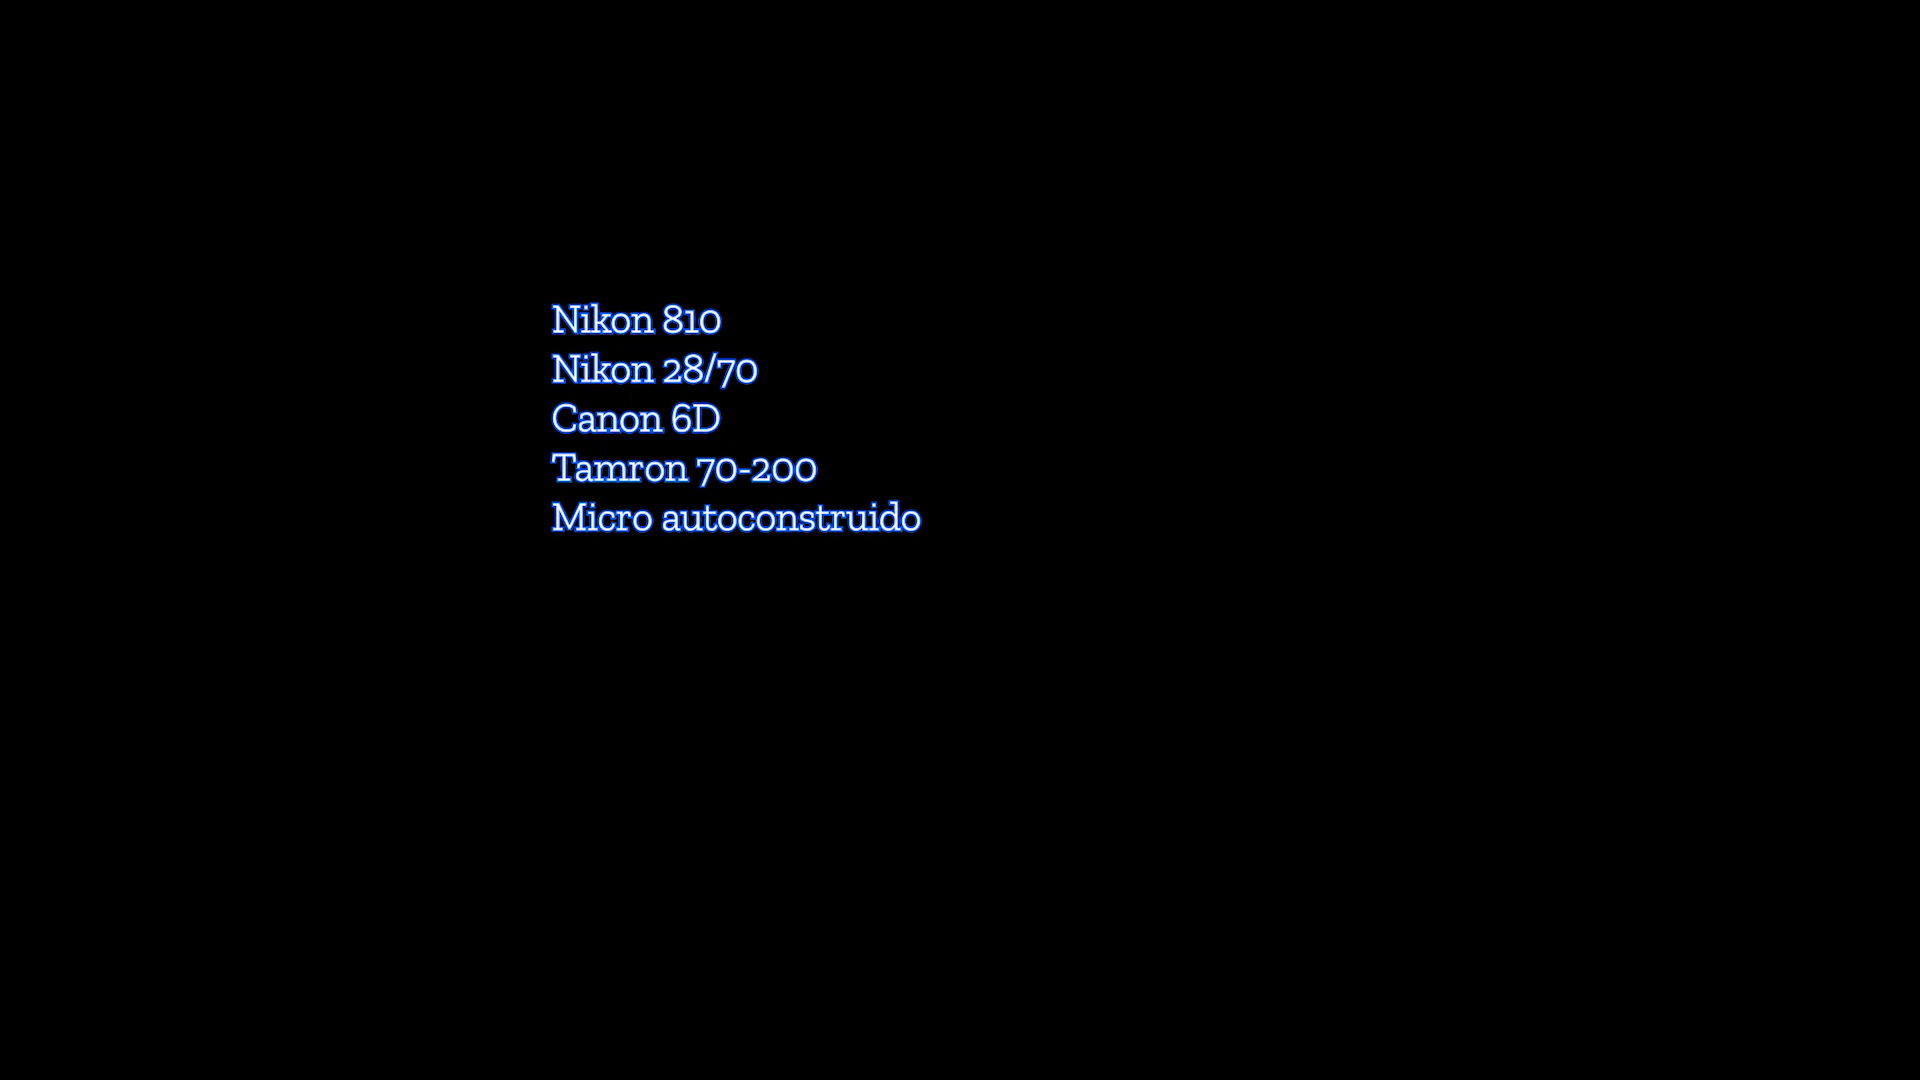 Nikon 810
Nikon 28/70
Canon 6D
Tamron 70-200
Micro autoconstruido